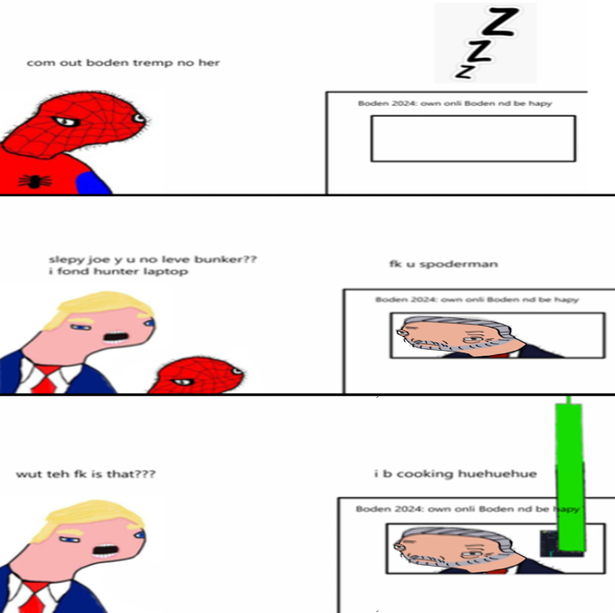 Z
Z
Z
com out boden tremp no her
Boden 2024: own onli Boden nd be hapy
slepy joe y u no leve bunker??
i fond hunter laptop
fk u spoderman
Boden 2024: own onli Boden nd be hapy
wut teh fk is that???
i b cooking huehuehue
Boden 2024: own onli Boden nd be hapy